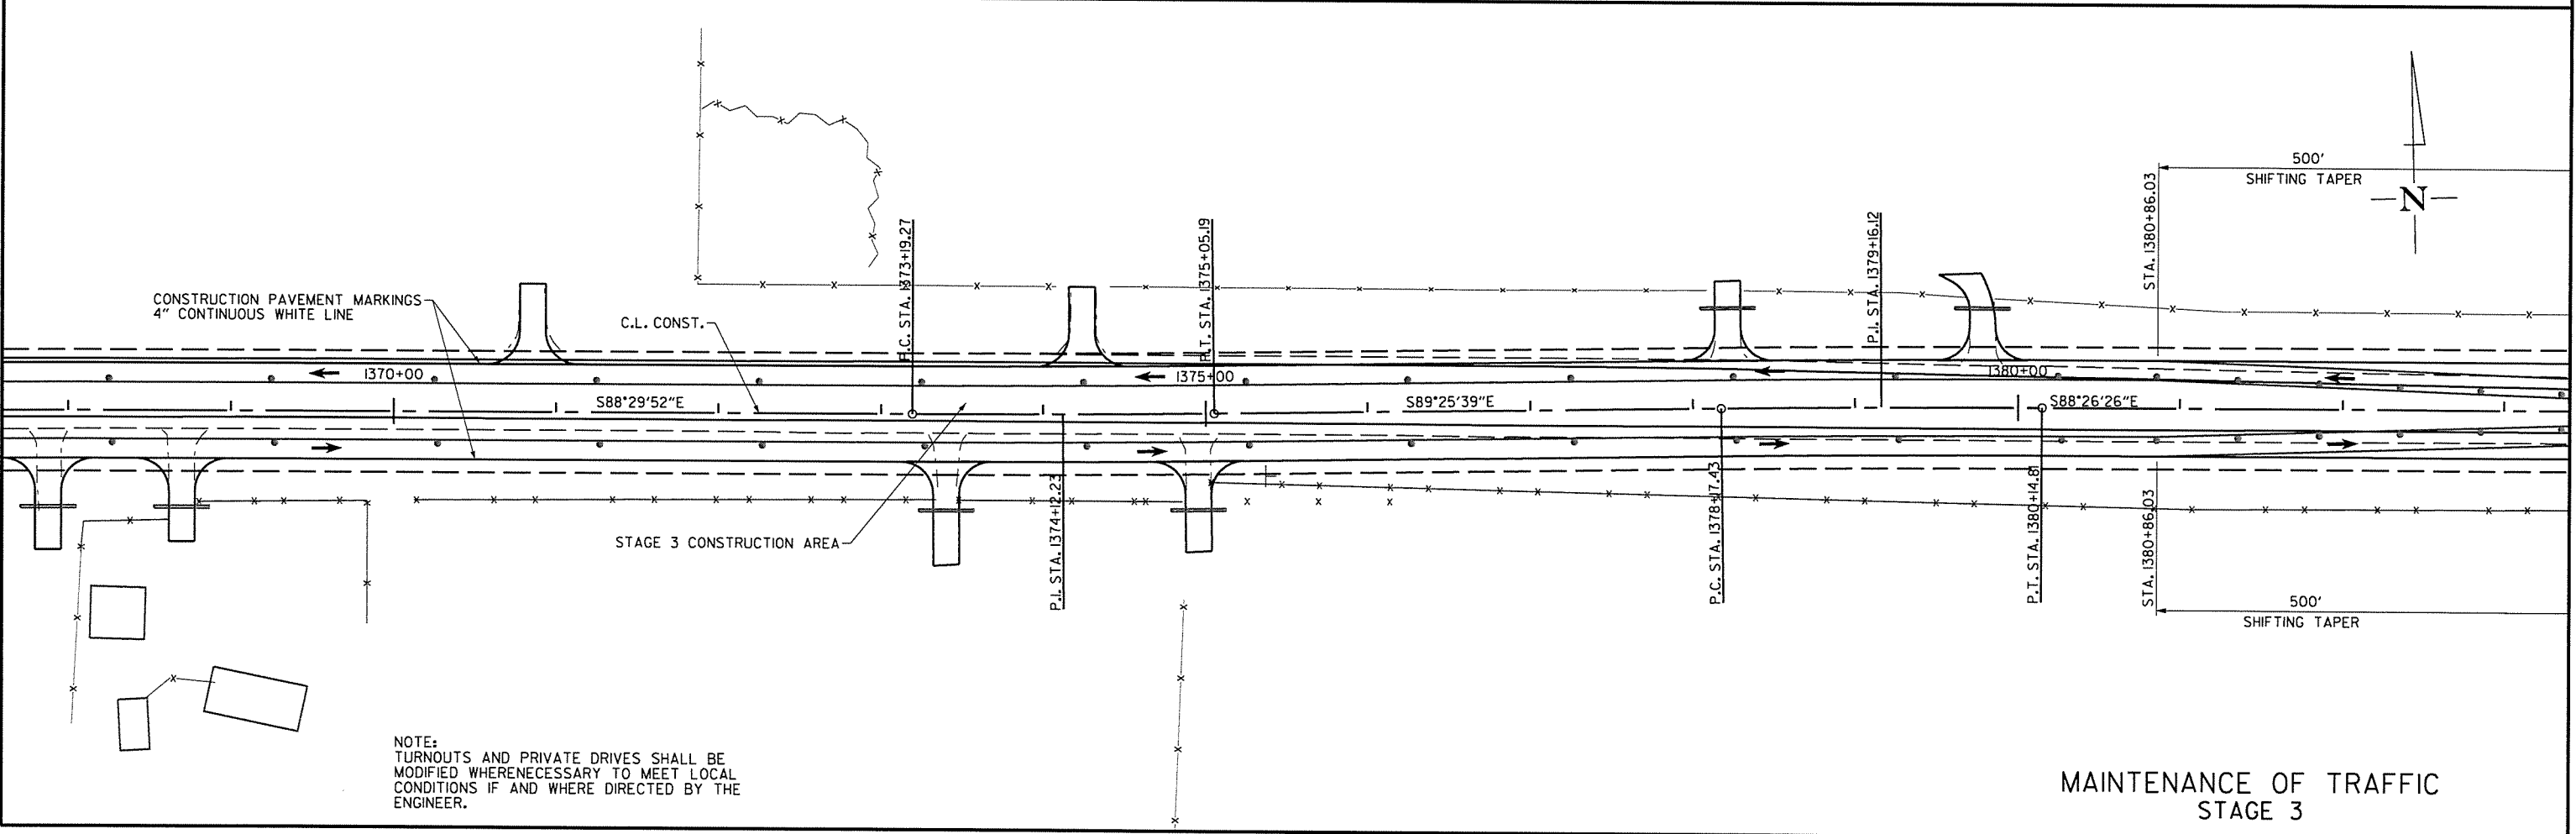 500'
SHIFTING TAPER
N
STA. 1380+86.03
P.C. STA. 1373+19.27
P.T. STA. 1375+05.19
P.I. STA. 1379+16.12
CONSTRUCTION PAVEMENT MARKINGS
4" CONTINUOUS WHITE LINE
C.L. CONST.
1370+00
1375+00
1380+00
S88°29'52"E
S89°25'39"E
S88°26'26"E
P.I. STA. 1374+12.23
P.C. STA. 1378+17.43
P.T. STA. 1380+14.81
STA. 1380+86.03
STAGE 3 CONSTRUCTION AREA
500'
SHIFTING TAPER
NOTE:
TURNOUTS AND PRIVATE DRIVES SHALL BE
MODIFIED WHERENECESSARY TO MEET LOCAL
CONDITIONS IF AND WHERE DIRECTED BY THE
ENGINEER.
MAINTENANCE OF TRAFFIC
STAGE 3